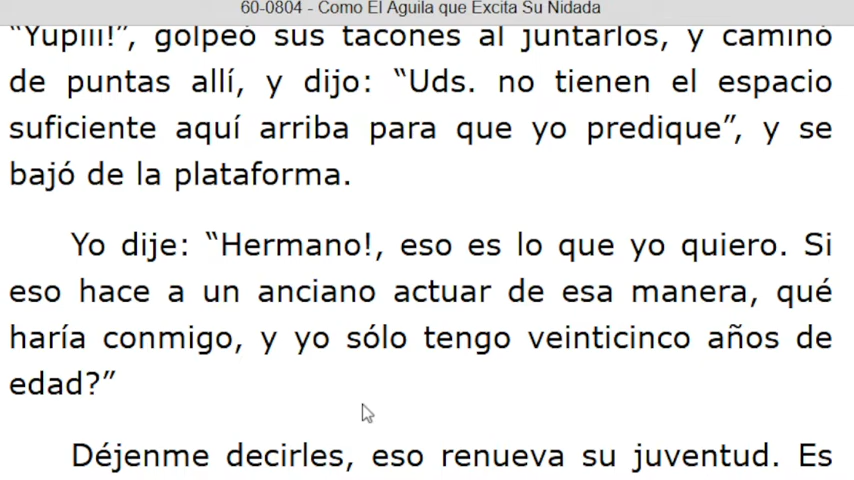 60-0804 - Como El Aguila que Excita Su Nidada
“Yupiii!”, golpeó sus tacones al juntarlos, y caminó
de puntas allí, y dijo: “Uds. no tienen el espacio
suficiente aquí arriba para que yo predique”, y se
bajó de la plataforma.
Yo dije: “Hermano!, eso es lo que yo quiero. Si
eso hace a un anciano actuar de esa manera, qué
haría conmigo, y yo sólo tengo veinticinco años de
edad?”
Déjenme decirles, eso renueva su juventud. Es